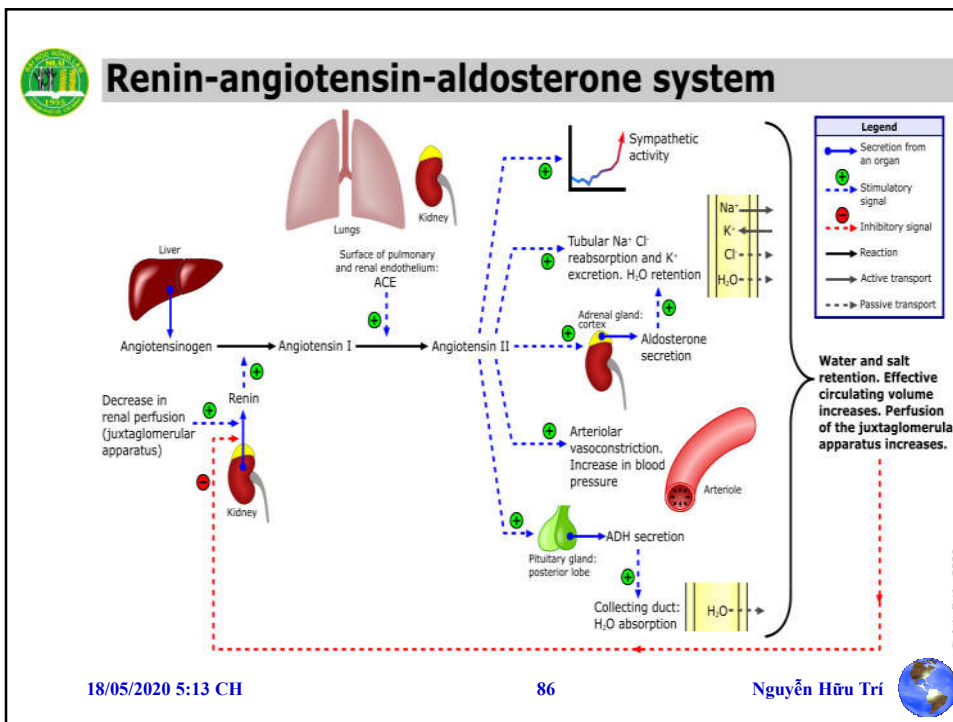 Renin-angiotensin-aldosterone system
1955
Liver
Lungs
Kidney
Surface of pulmonary
and renal endothelium:
ACE
Angiotensinogen
Angiotensin I
Angiotensin II
Decrease in
renal perfusion
(juxtaglomerular
apparatus)
Renin
Kidney
Sympathetic
activity
Tubular Na⁺ Cl⁻
reabsorption and K⁺
excretion. H₂O retention
Adrenal gland:
cortex
Aldosterone
secretion
Arteriolar
vasoconstriction.
Increase in blood
pressure
Arteriole
Pituitary gland:
posterior lobe
ADH secretion
Collecting duct:
H₂O absorption
H₂O
Na⁺
K⁺
Cl⁻
H₂O
Legend
Secretion from
an organ
Stimulatory
signal
Inhibitory signal
Reaction
Active transport
Passive transport
Water and salt
retention. Effective
circulating volume
increases. Perfusion
of the juxtaglomerula
apparatus increases.
18/05/2020 5:13 CH
86
Nguyễn Hữu Trí